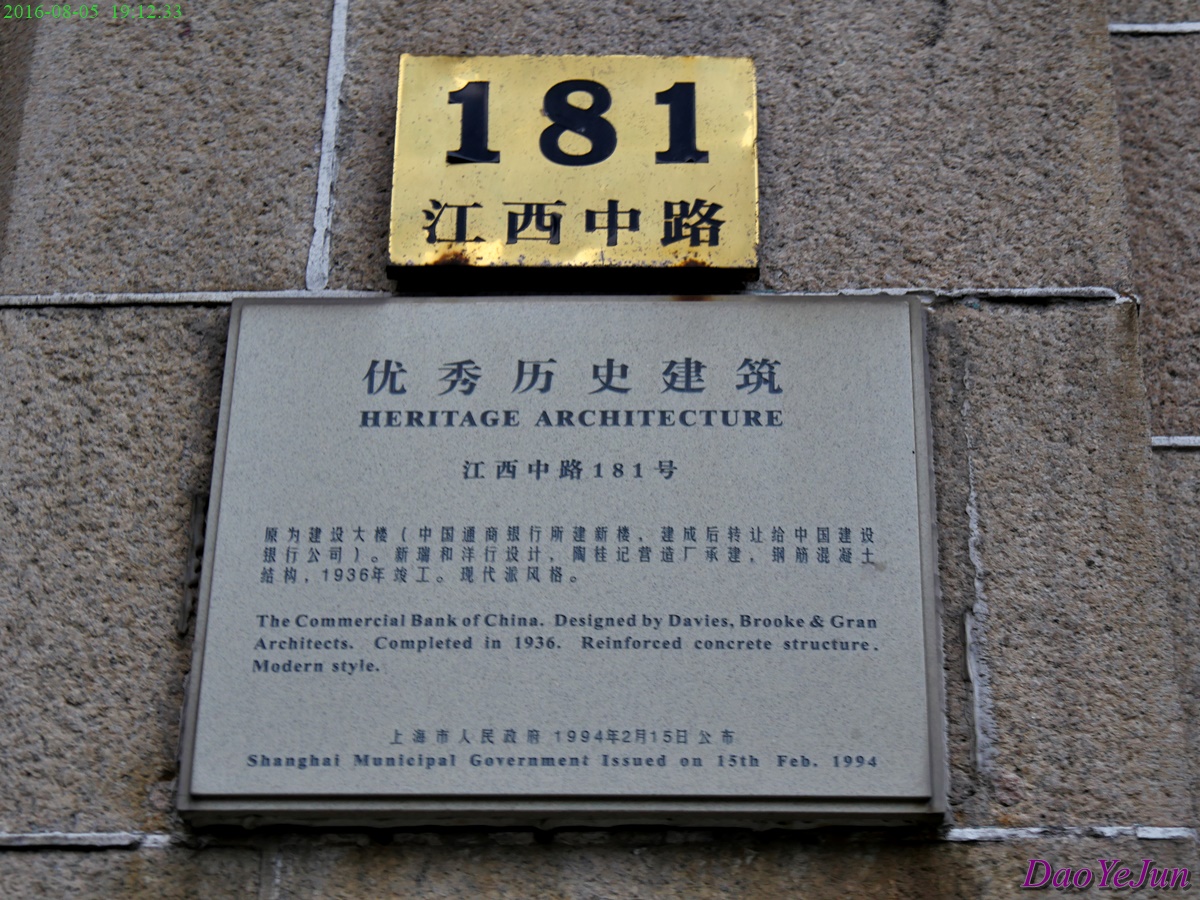 2016-08-05 19:12:33
181
江西中路
优秀历史建筑
HERITAGE ARCHITECTURE
江西中路181号
原为建设大楼（中国通商银行所建新楼，建成后转让给中国建设
银行公司）。新瑞和洋行设计，陶桂记营造厂承建，钢筋混凝土
结构，1936年竣工。现代派风格。
The Commercial Bank of China. Designed by Davies, Brooke & Gran
Architects. Completed in 1936. Reinforced concrete structure.
Modern style.
上海市人民政府 1994年2月15日公布
Shanghai Municipal Government Issued on 15th Feb. 1994
DaoYeJun